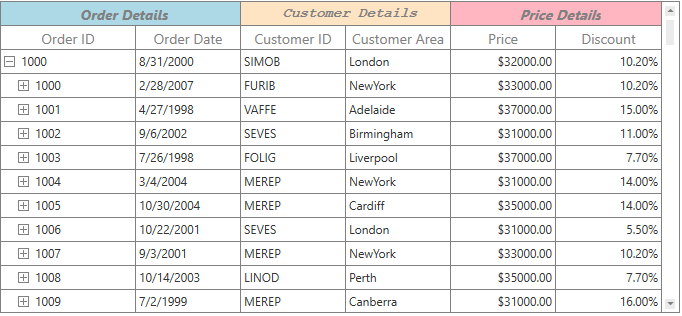 Order Details Customer Details Price Details
Order ID Order Date Customer ID Customer Area Price Discount
1000 8/31/2000 SIMOB London $32000.00 10.20%
1000 2/28/2007 FURIB NewYork $33000.00 10.20%
1001 4/27/1998 VAFFE Adelaide $37000.00 15.00%
1002 9/6/2002 SEVES Birmingham $31000.00 11.00%
1003 7/26/1998 FOLIG Liverpool $37000.00 7.70%
1004 3/4/2004 MEREP NewYork $31000.00 14.00%
1005 10/30/2004 MEREP Cardiff $35000.00 14.00%
1006 10/22/2001 SEVES London $31000.00 5.50%
1007 9/3/2001 MEREP NewYork $33000.00 10.20%
1008 10/14/2003 LINOD Perth $35000.00 7.70%
1009 7/2/1999 MEREP Canberra $31000.00 16.00%